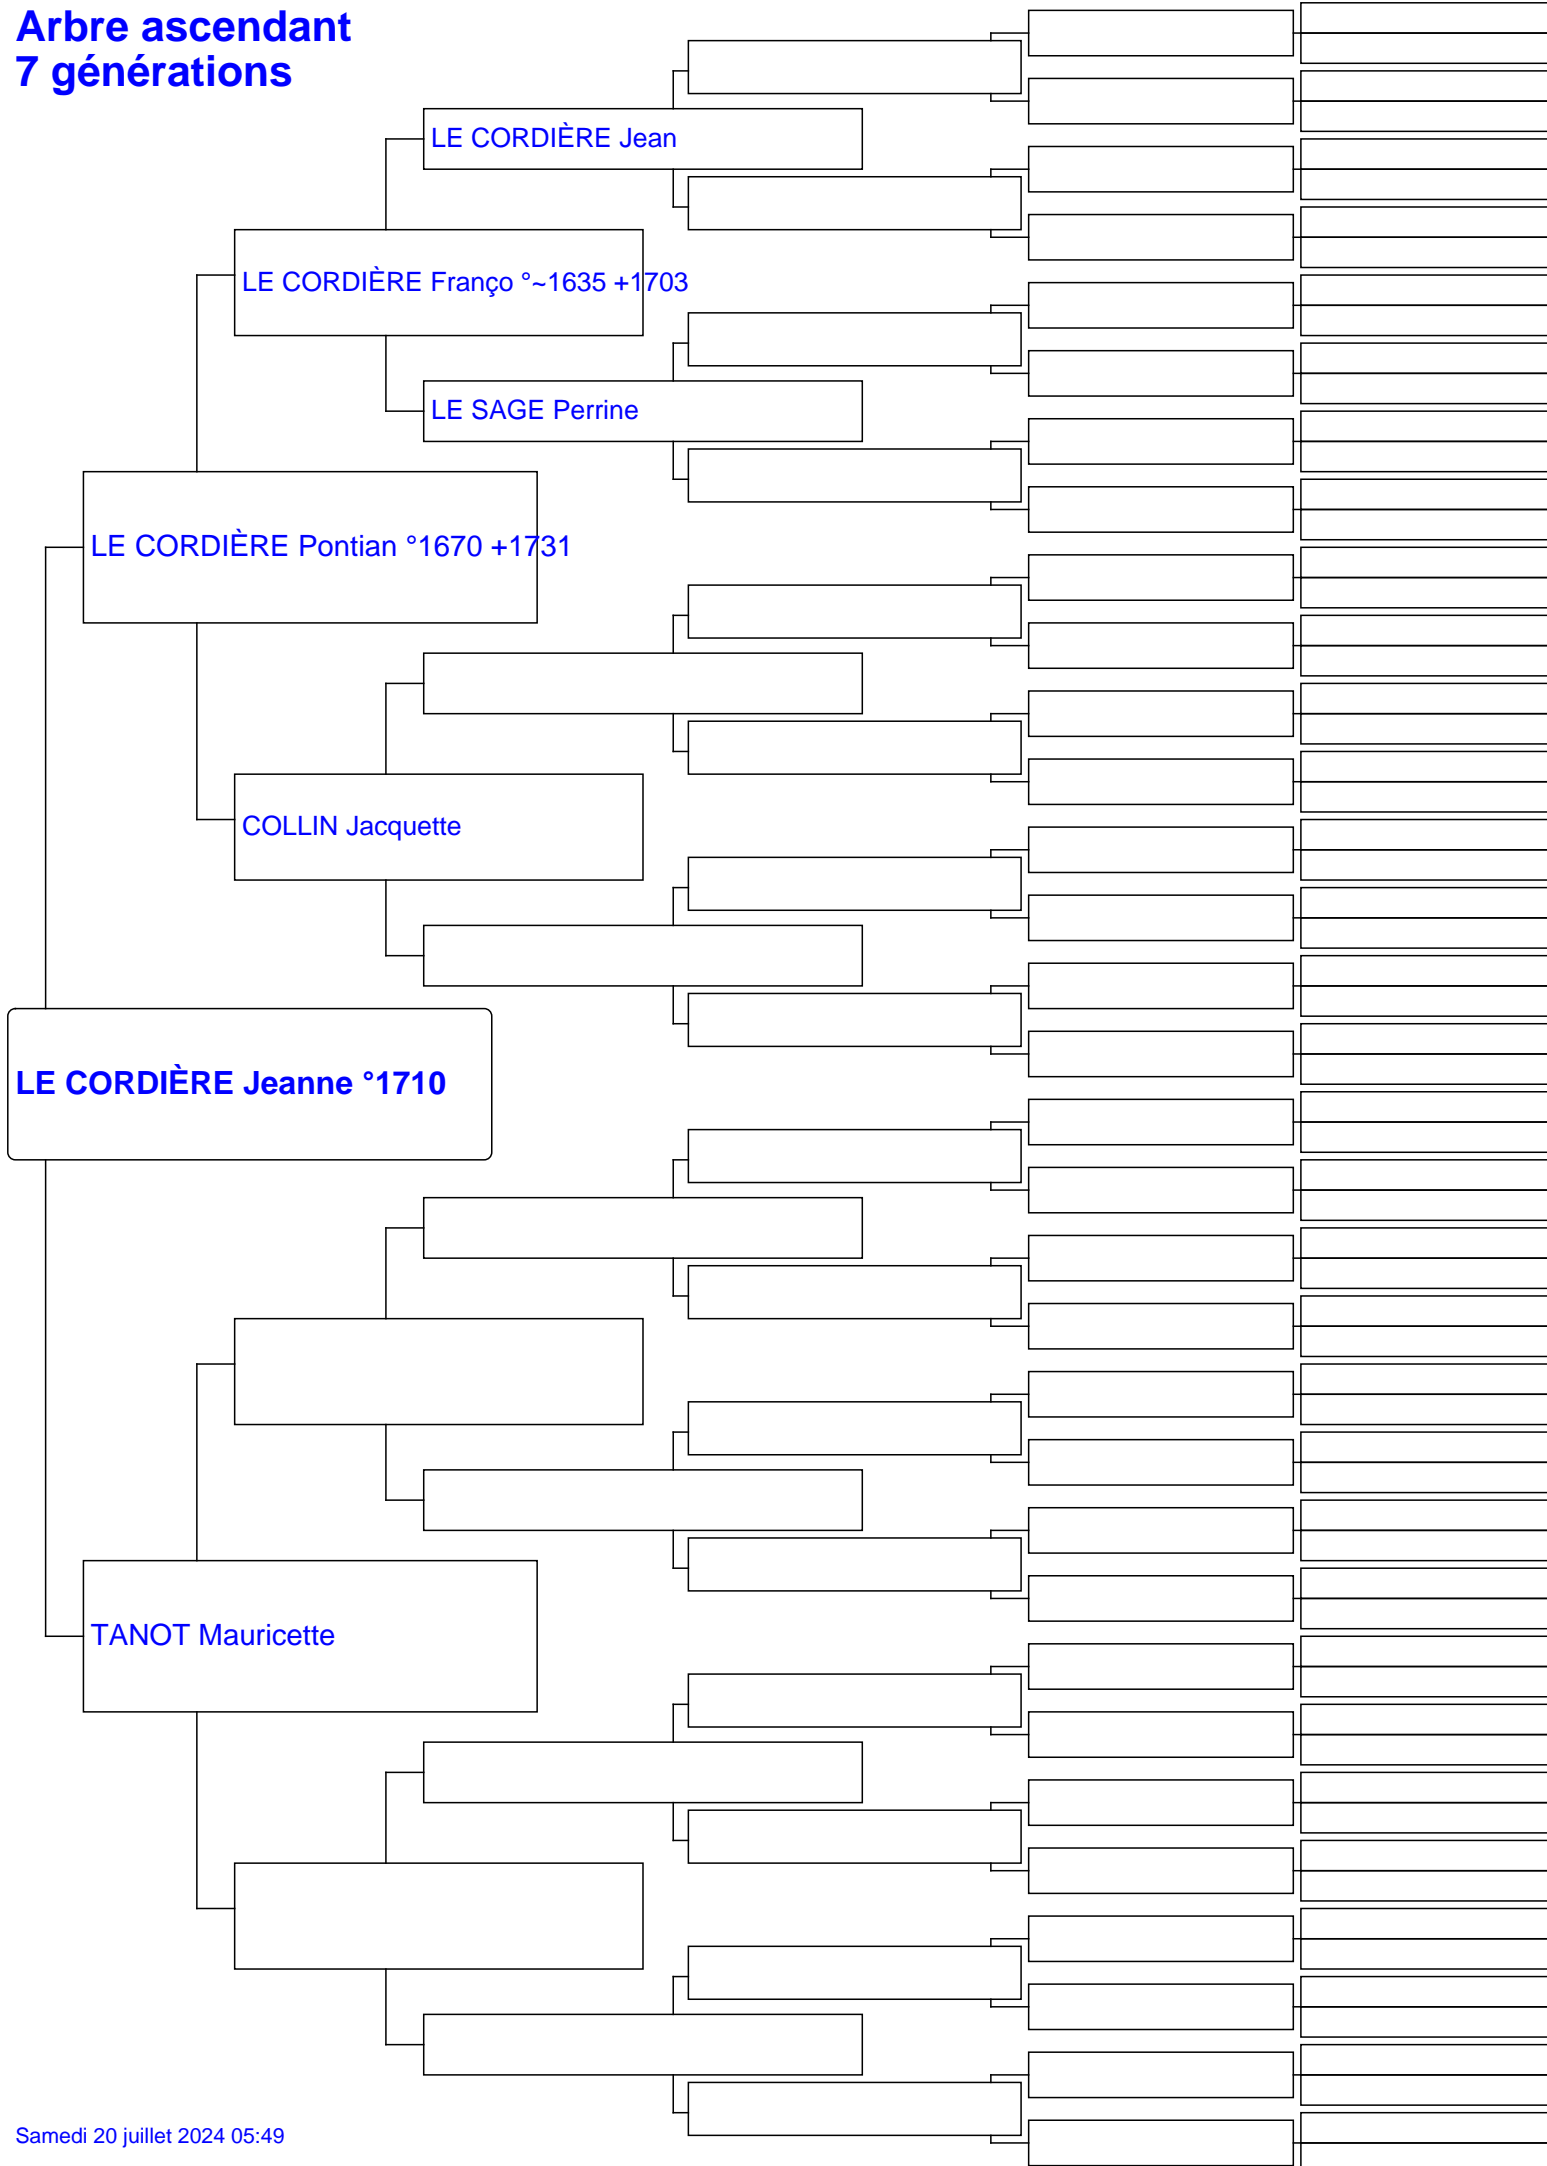 Arbre ascendant
7 générations
LE CORDIÈRE Jean
LE CORDIÈRE Franço °~1635 +1703
LE SAGE Perrine
LE CORDIÈRE Pontian °1670 +1731
COLLIN Jacquette
LE CORDIÈRE Jeanne °1710
TANOT Mauricette
Samedi 20 juillet 2024 05:49